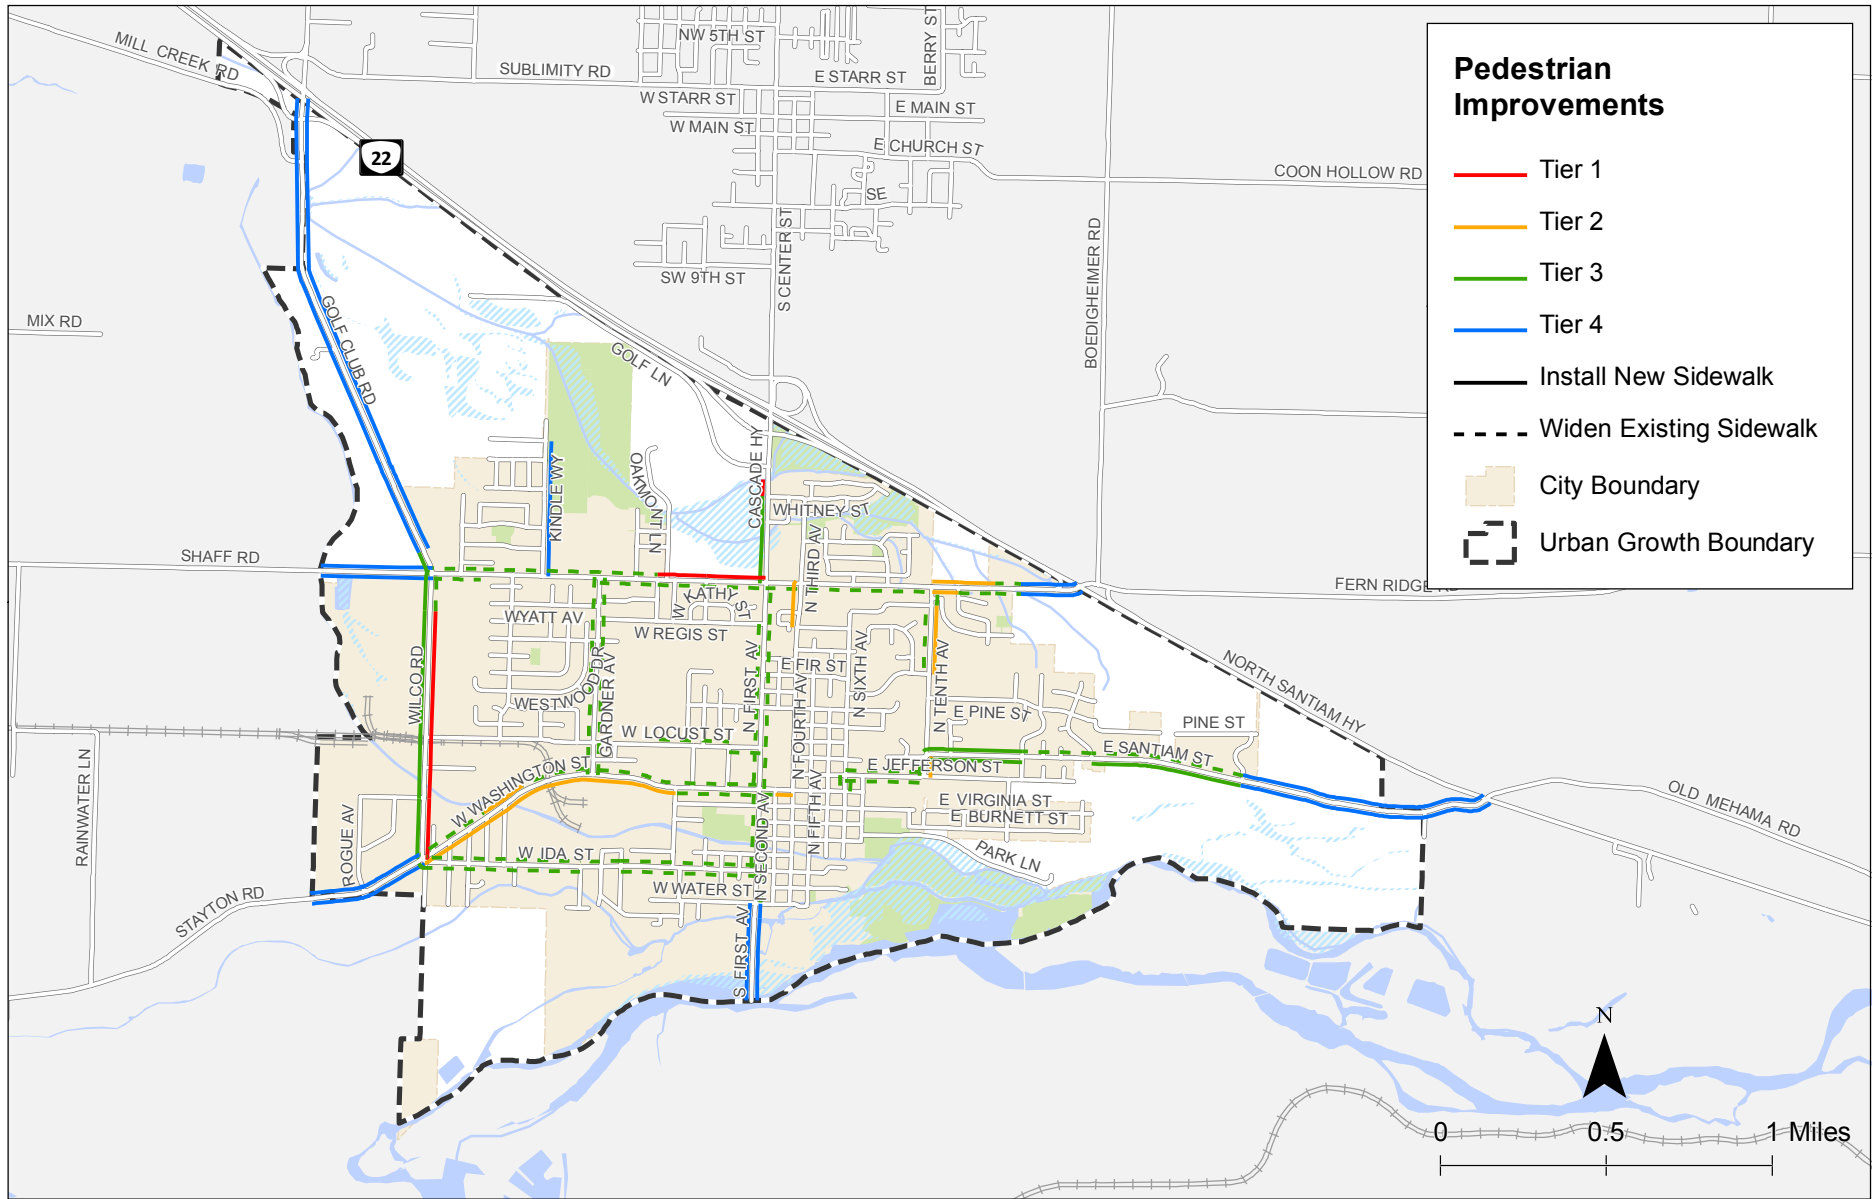 Pedestrian
Improvements
Tier 1
Tier 2
Tier 3
Tier 4
Install New Sidewalk
Widen Existing Sidewalk
City Boundary
Urban Growth Boundary
MILL CREEK RD
SUBLIMITY RD
NW 5TH ST
BERRY ST
E STARR ST
W STARR ST
E MAIN ST
W MAIN ST
E CHURCH ST
22
COON HOLLOW RD
SE
S CENTER ST
SW 9TH ST
BOEDIGHEIMER RD
MIX RD
GOLF CLUB RD
GOLF LN
CASCADE HY
OAKMONT LN
KINDLE WY
WHITNEY ST
N THIRD AV
SHAFF RD
FERN RIDGE RD
W KATHY ST
WYATT AV
W REGIS ST
WILCO RD
WESTWOOD DR
GARDNER AV
N FIRST AV
E FIR ST
N FOURTH AV
N SIXTH AV
N TENTH AV
NORTH SANTIAM HY
E PINE ST
PINE ST
W LOCUST ST
E SANTIAM ST
E JEFFERSON ST
W WASHINGTON ST
N FIFTH AV
N SECOND AV
E VIRGINIA ST
E BURNETT ST
OLD MEHAMA RD
RAINWATER LN
ROGUE AV
W IDA ST
PARK LN
W WATER ST
STAYTON RD
S FIRST AV
N
0 0.5 1 Miles